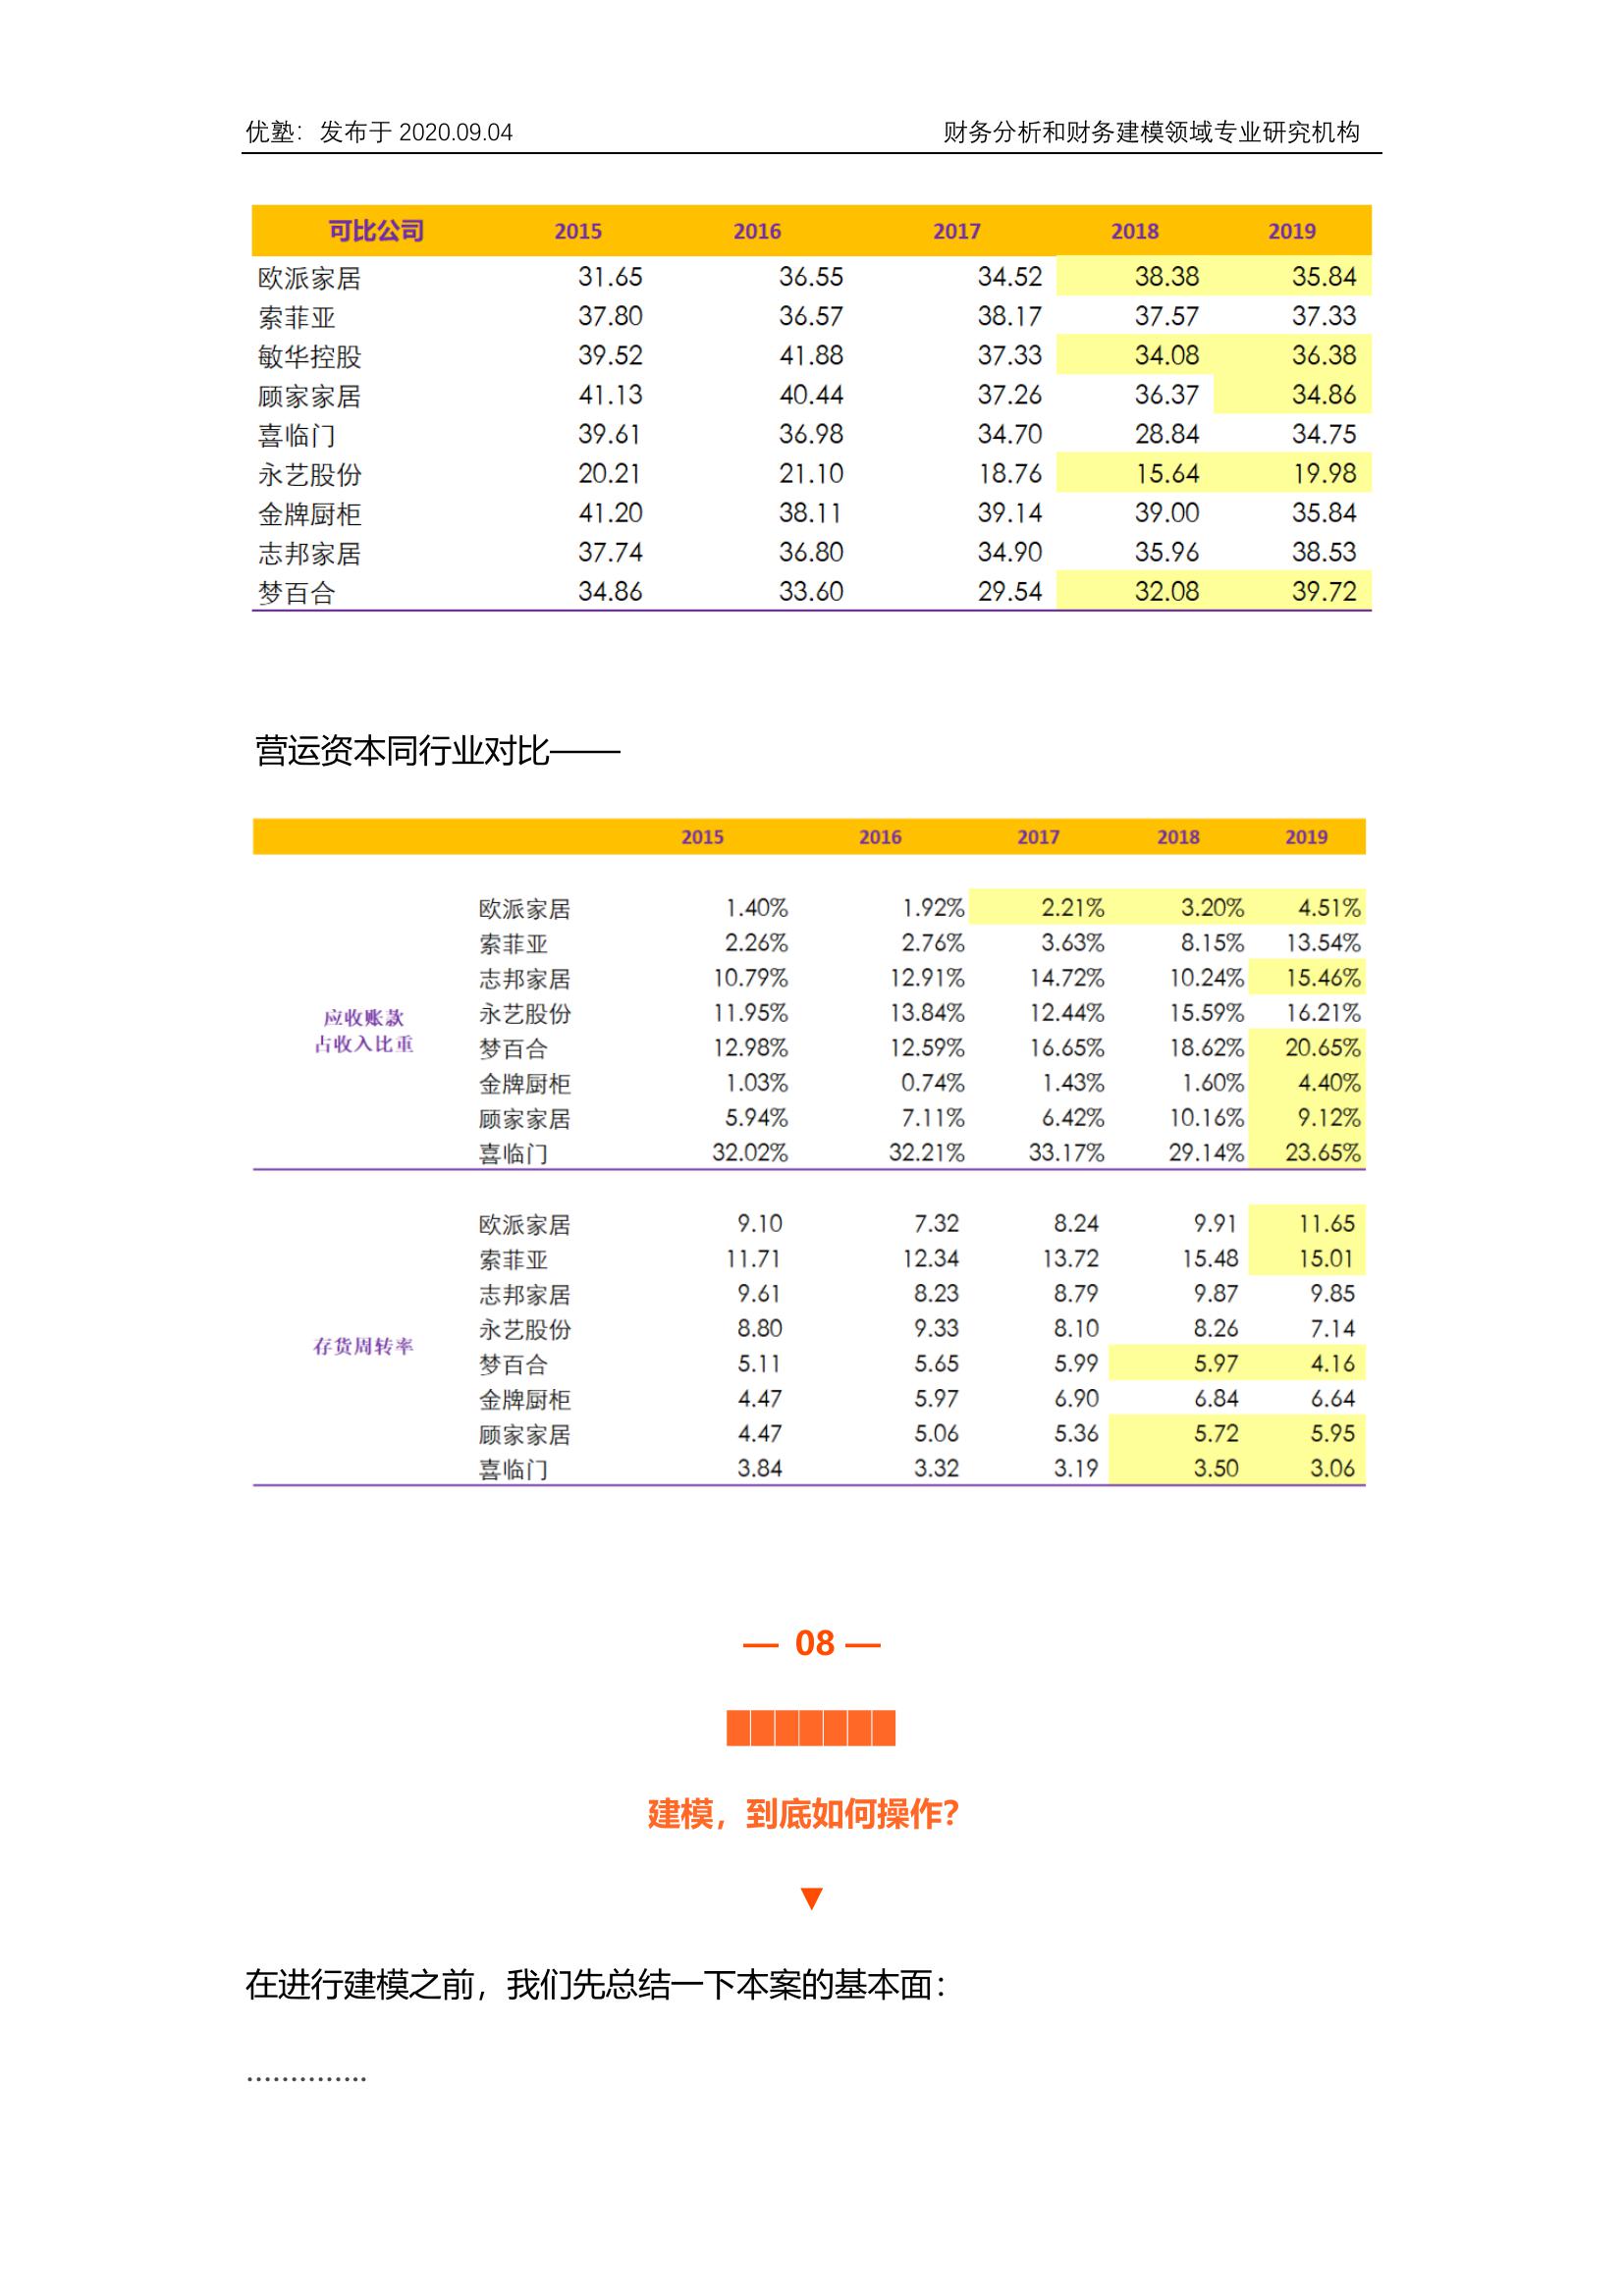 优塾：发布于 2020.09.04 财务分析和财务建模领域专业研究机构
可比公司 2015 2016 2017 2018 2019
欧派家居 31.65 36.55 34.52 38.38 35.84
索菲亚 37.80 36.57 38.17 37.57 37.33
敏华控股 39.52 41.88 37.33 34.08 36.38
顾家家居 41.13 40.44 37.26 36.37 34.86
喜临门 39.61 36.98 34.70 28.84 34.75
永艺股份 20.21 21.10 18.76 15.64 19.98
金牌厨柜 41.20 38.11 39.14 39.00 35.84
志邦家居 37.74 36.80 34.90 35.96 38.53
梦百合 34.86 33.60 29.54 32.08 39.72
营运资本同行业对比——
2015 2016 2017 2018 2019
应收账款
占收入比重
欧派家居 1.40% 1.92% 2.21% 3.20% 4.51%
索菲亚 2.26% 2.76% 3.63% 8.15% 13.54%
志邦家居 10.79% 12.91% 14.72% 10.24% 15.46%
永艺股份 11.95% 13.84% 12.44% 15.59% 16.21%
梦百合 12.98% 12.59% 16.65% 18.62% 20.65%
金牌厨柜 1.03% 0.74% 1.43% 1.60% 4.40%
顾家家居 5.94% 7.11% 6.42% 10.16% 9.12%
喜临门 32.02% 32.21% 33.17% 29.14% 23.65%
存货周转率
欧派家居 9.10 7.32 8.24 9.91 11.65
索菲亚 11.71 12.34 13.72 15.48 15.01
志邦家居 9.61 8.23 8.79 9.87 9.85
永艺股份 8.80 9.33 8.10 8.26 7.14
梦百合 5.11 5.65 5.99 5.97 4.16
金牌厨柜 4.47 5.97 6.90 6.84 6.64
顾家家居 4.47 5.06 5.36 5.72 5.95
喜临门 3.84 3.32 3.19 3.50 3.06
— 08 —
███████
建模，到底如何操作？
▼
在进行建模之前，我们先总结一下本案的基本面：
…………..